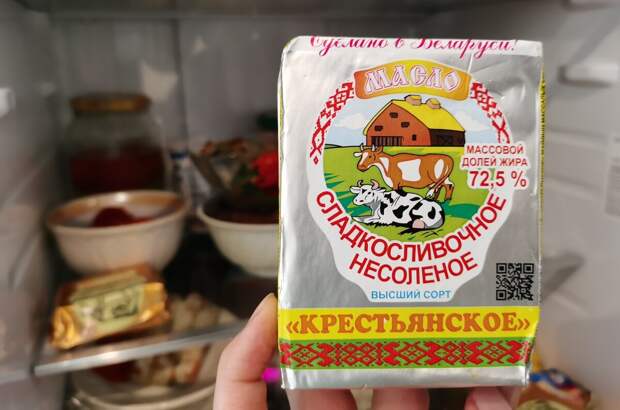 Сделано в Беларуси!
МАСЛО
МАССОВОЙ
ДОЛЕЙ ЖИРА
72,5 %
СЛАДКОСЛИВОЧНОЕ
НЕСОЛЕНОЕ
ВЫСШИЙ СОРТ
«КРЕСТЬЯНСКОЕ»